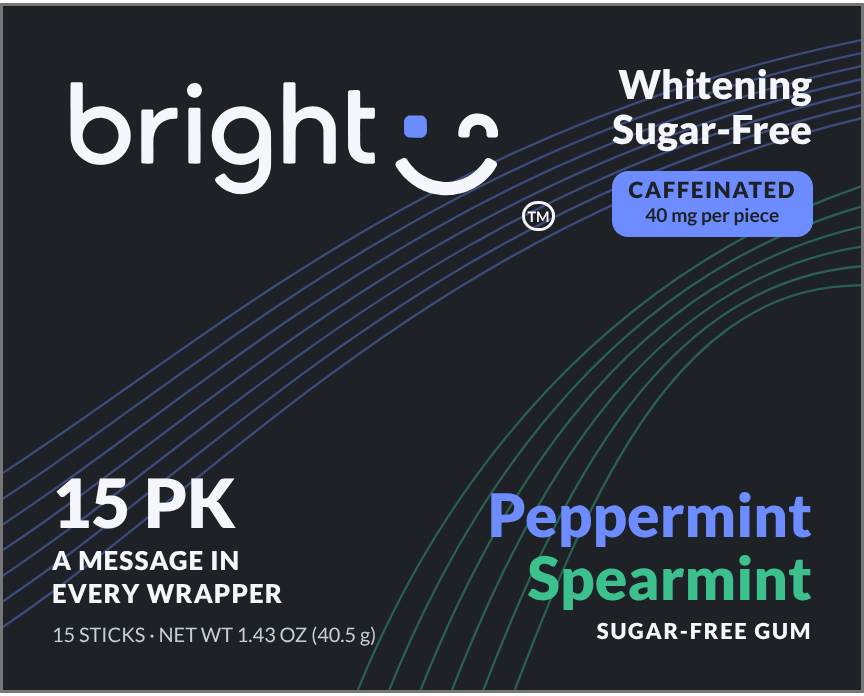 bright
TM
Whitening
Sugar-Free
CAFFEINATED
40 mg per piece
15 PK
A MESSAGE IN
EVERY WRAPPER
15 STICKS · NET WT 1.43 OZ (40.5 g)
Peppermint
Spearmint
SUGAR-FREE GUM